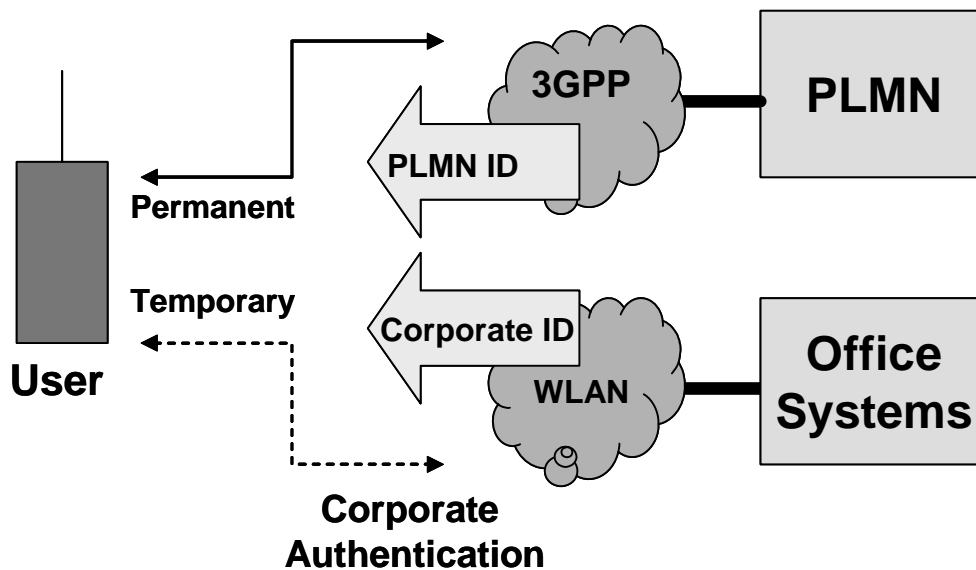 3GPP
PLMN
PLMN ID
Permanent
Temporary
Corporate ID
User
WLAN
Office
Systems
Corporate
Authentication